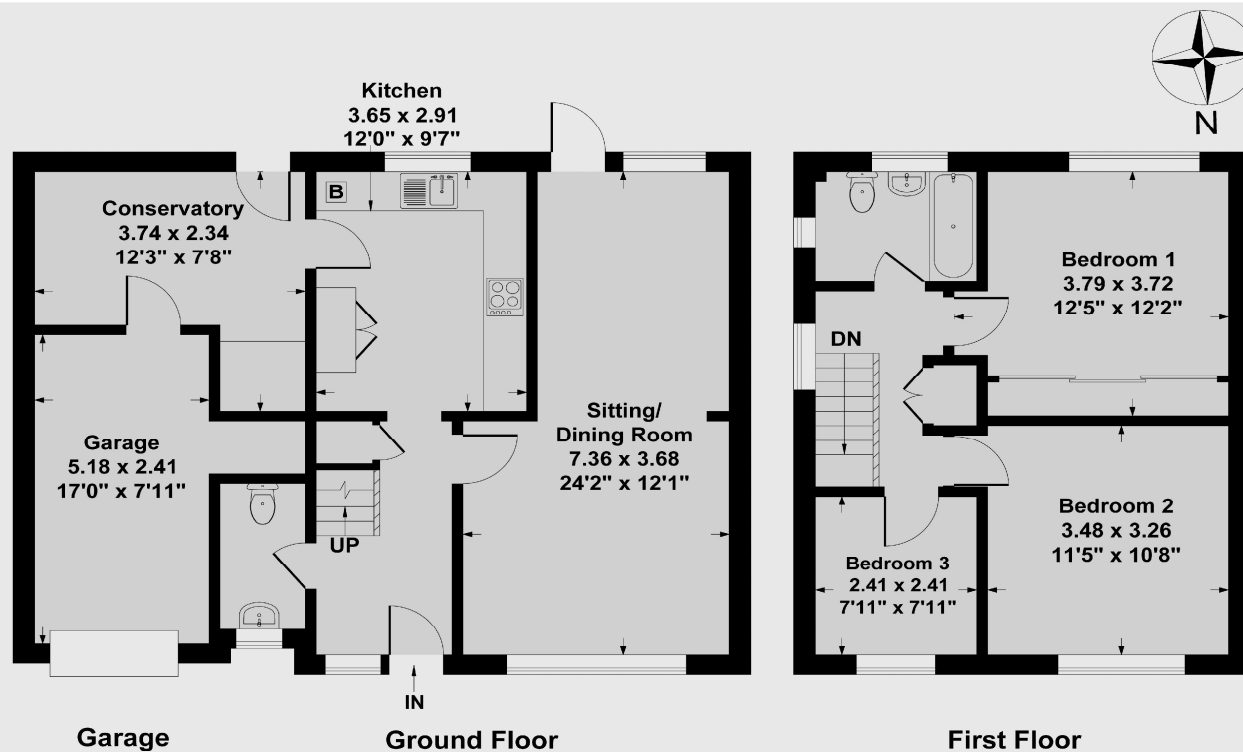 N
Kitchen
3.65 x 2.91
12'0" x 9'7"
B
Conservatory
3.74 x 2.34
12'3" x 7'8"
Garage
5.18 x 2.41
17'0" x 7'11"
UP
IN
Sitting/
Dining Room
7.36 x 3.68
24'2" x 12'1"
Bedroom 1
3.79 x 3.72
12'5" x 12'2"
DN
Bedroom 2
3.48 x 3.26
11'5" x 10'8"
Bedroom 3
2.41 x 2.41
7'11" x 7'11"
Garage
Ground Floor
First Floor